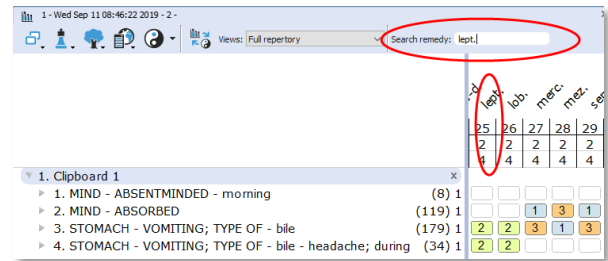 1 - Wed Sep 11 08:46:22 2019 - 2 -
Views: Full repertory Search remedy: lept.
-d. lept. lob. merc. mez.
25 26 27 28 29
2 2 2 2 2
4 4 4 4 4
1. Clipboard 1 x
1. MIND - ABSENTMINDED - morning (8) 1
2. MIND - ABSORBED (119) 1 1 3 1
3. STOMACH - VOMITING; TYPE OF - bile (179) 1 2 2 3 1 3
4. STOMACH - VOMITING; TYPE OF - bile - headache; during (34) 1 2 2